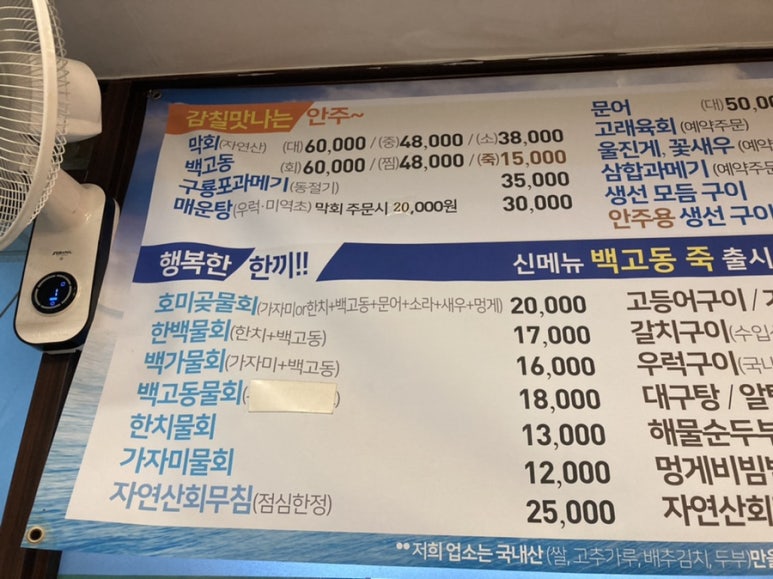 감칠맛나는 안주~
막회(자연산) (대)60,000 / (중)48,000 / (소)38,000
백고동 (회)60,000 / (찜)48,000 / (죽)15,000
구룡포과메기(동절기) 35,000
매운탕(우럭·미역초) 막회 주문시 20,000원 30,000
문어 (대)50,00
고래육회 (예약주문)
울진게, 꽃새우 (예약주
삼합과메기 (예약주문
생선 모듬 구이
안주용 생선 구이
행복한 한끼!! 신메뉴 백고동 죽 출시
호미곶물회(가자미or한치+백고동+문어+소라+새우+멍게) 20,000
한백물회(한치+백고동) 17,000
백가물회(가자미+백고동) 16,000
백고동물회( ) 18,000
한치물회 13,000
가자미물회 12,000
자연산회무침(점심한정) 25,000
고등어구이 /
갈치구이(수입
우럭구이(국내
대구탕 / 알
해물순두부
멍게비빔
자연산회
** 저희 업소는 국내산 (쌀, 고추가루, 배추김치, 두부)만